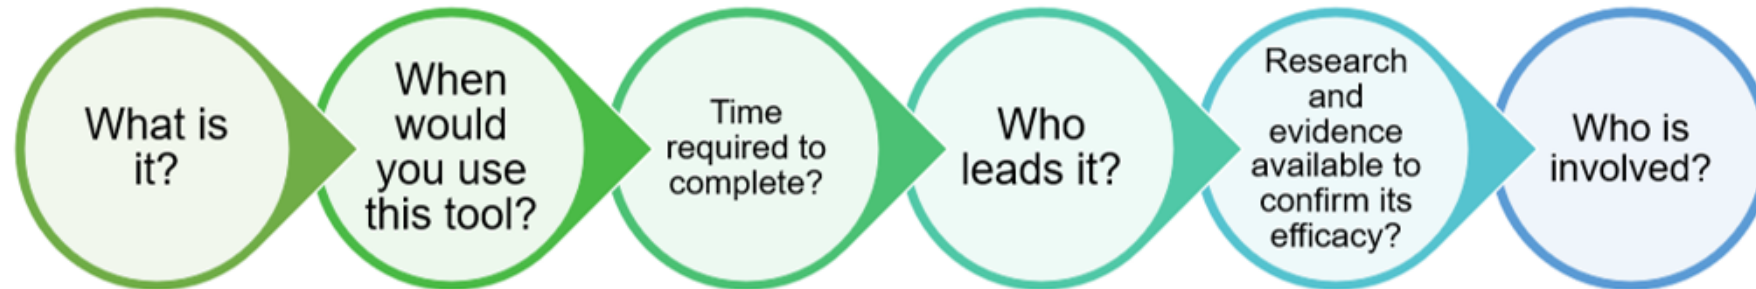 What is
it?
When
would
you use
this tool?
Time
required to
complete?
Who
leads it?
Research
and
evidence
available to
confirm its
efficacy?
Who is
involved?